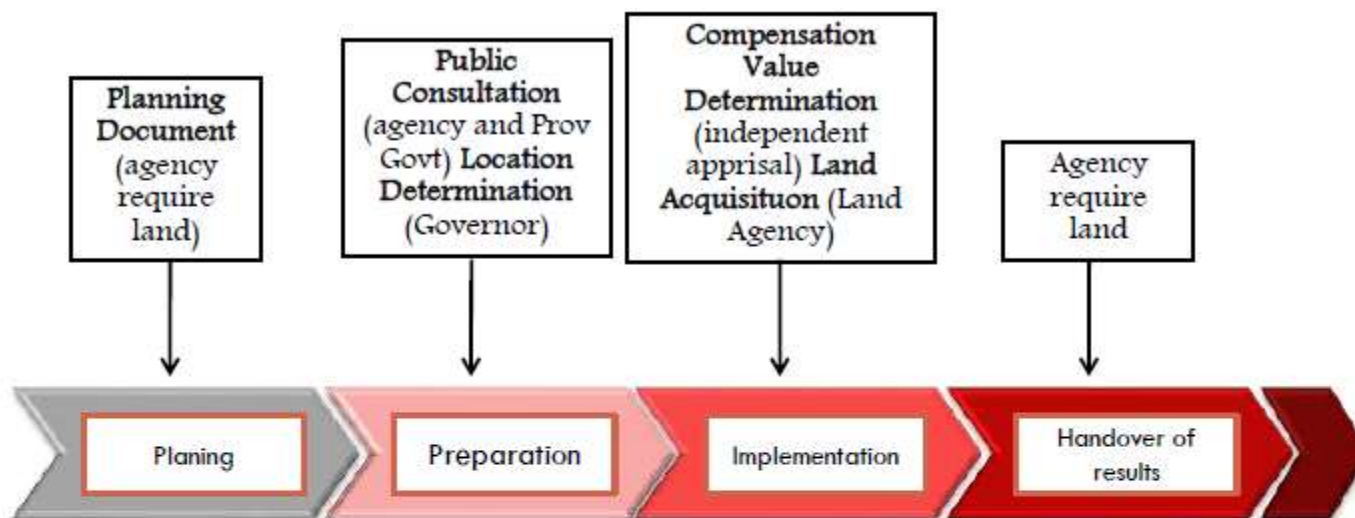 Planning
Document
(agency
require
land)
Public
Consultation
(agency and Prov
Govt) Location
Determination
(Governor)
Compensation
Value
Determination
(independent
apprisal) Land
Acquisituon (Land
Agency)
Agency
require
land
Planing
Preparation
Implementation
Handover of
results